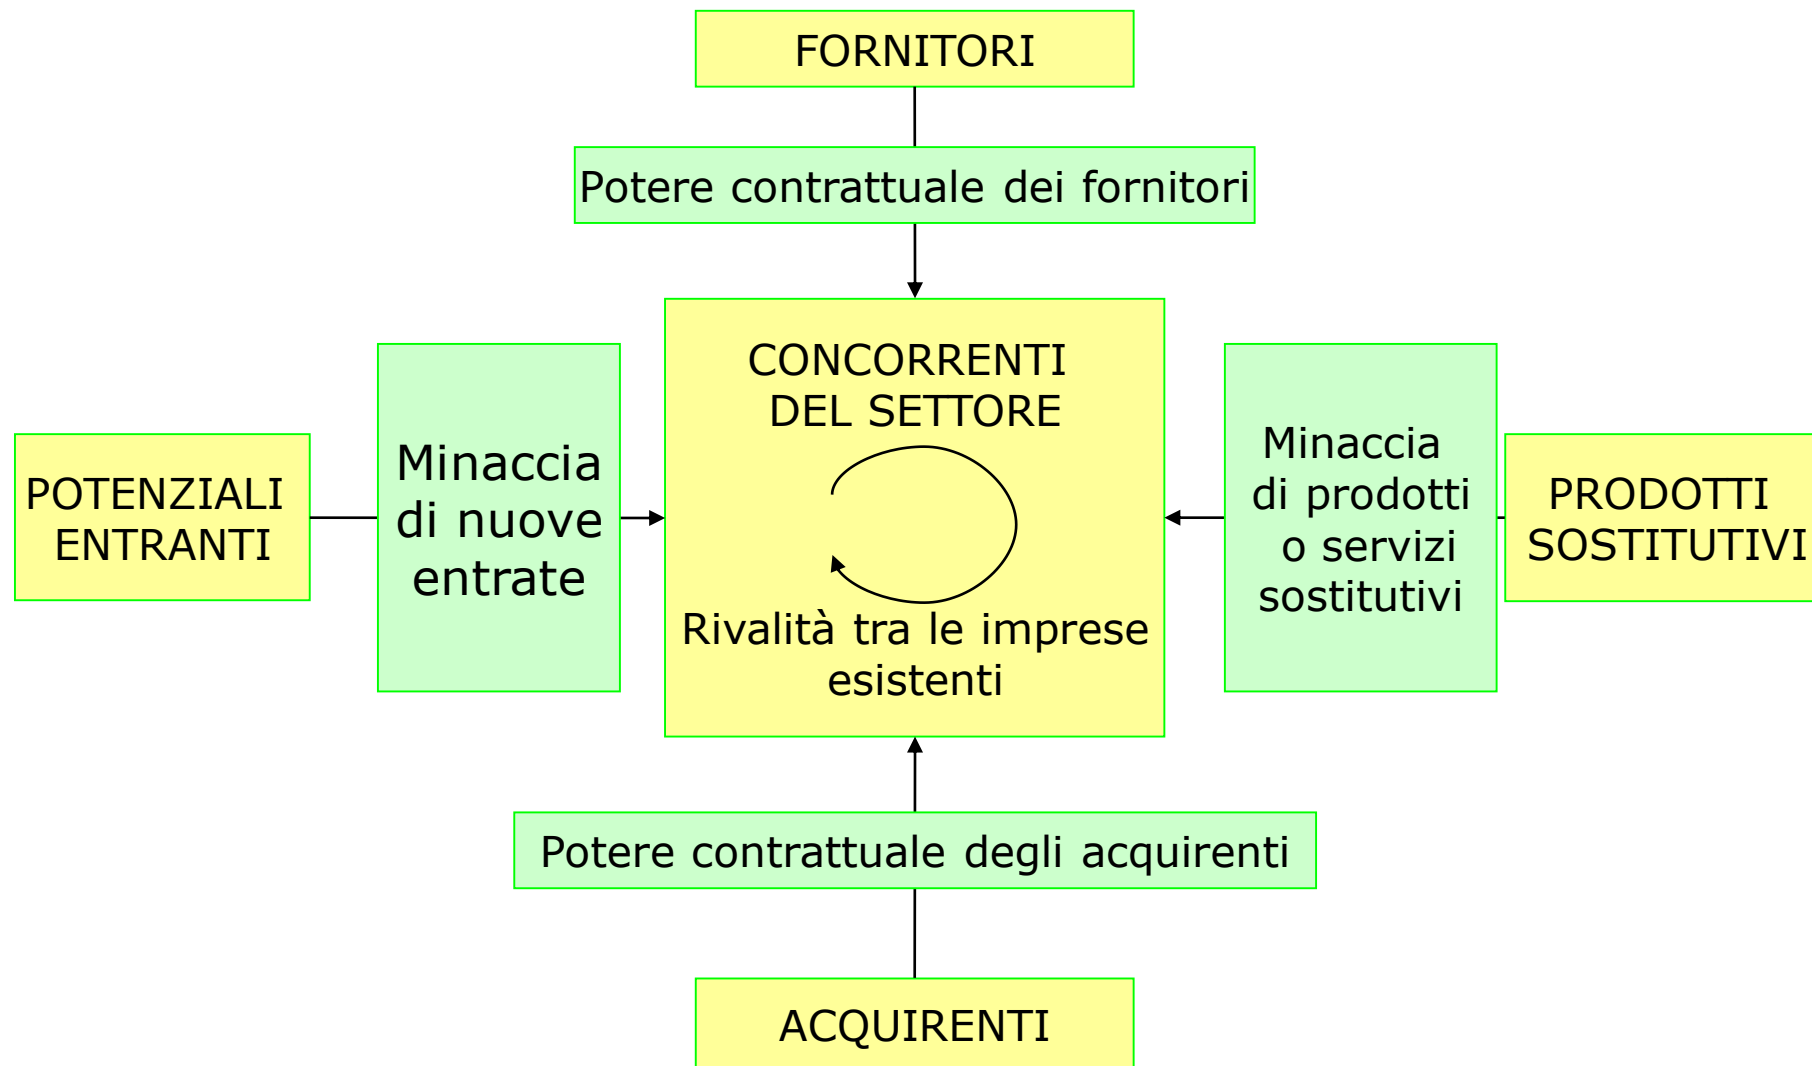 FORNITORI
Potere contrattuale dei fornitori
CONCORRENTI
DEL SETTORE
Rivalità tra le imprese
esistenti
POTENZIALI
ENTRANTI
Minaccia
di nuove
entrate
Minaccia
di prodotti
o servizi
sostitutivi
PRODOTTI
SOSTITUTIVI
Potere contrattuale degli acquirenti
ACQUIRENTI